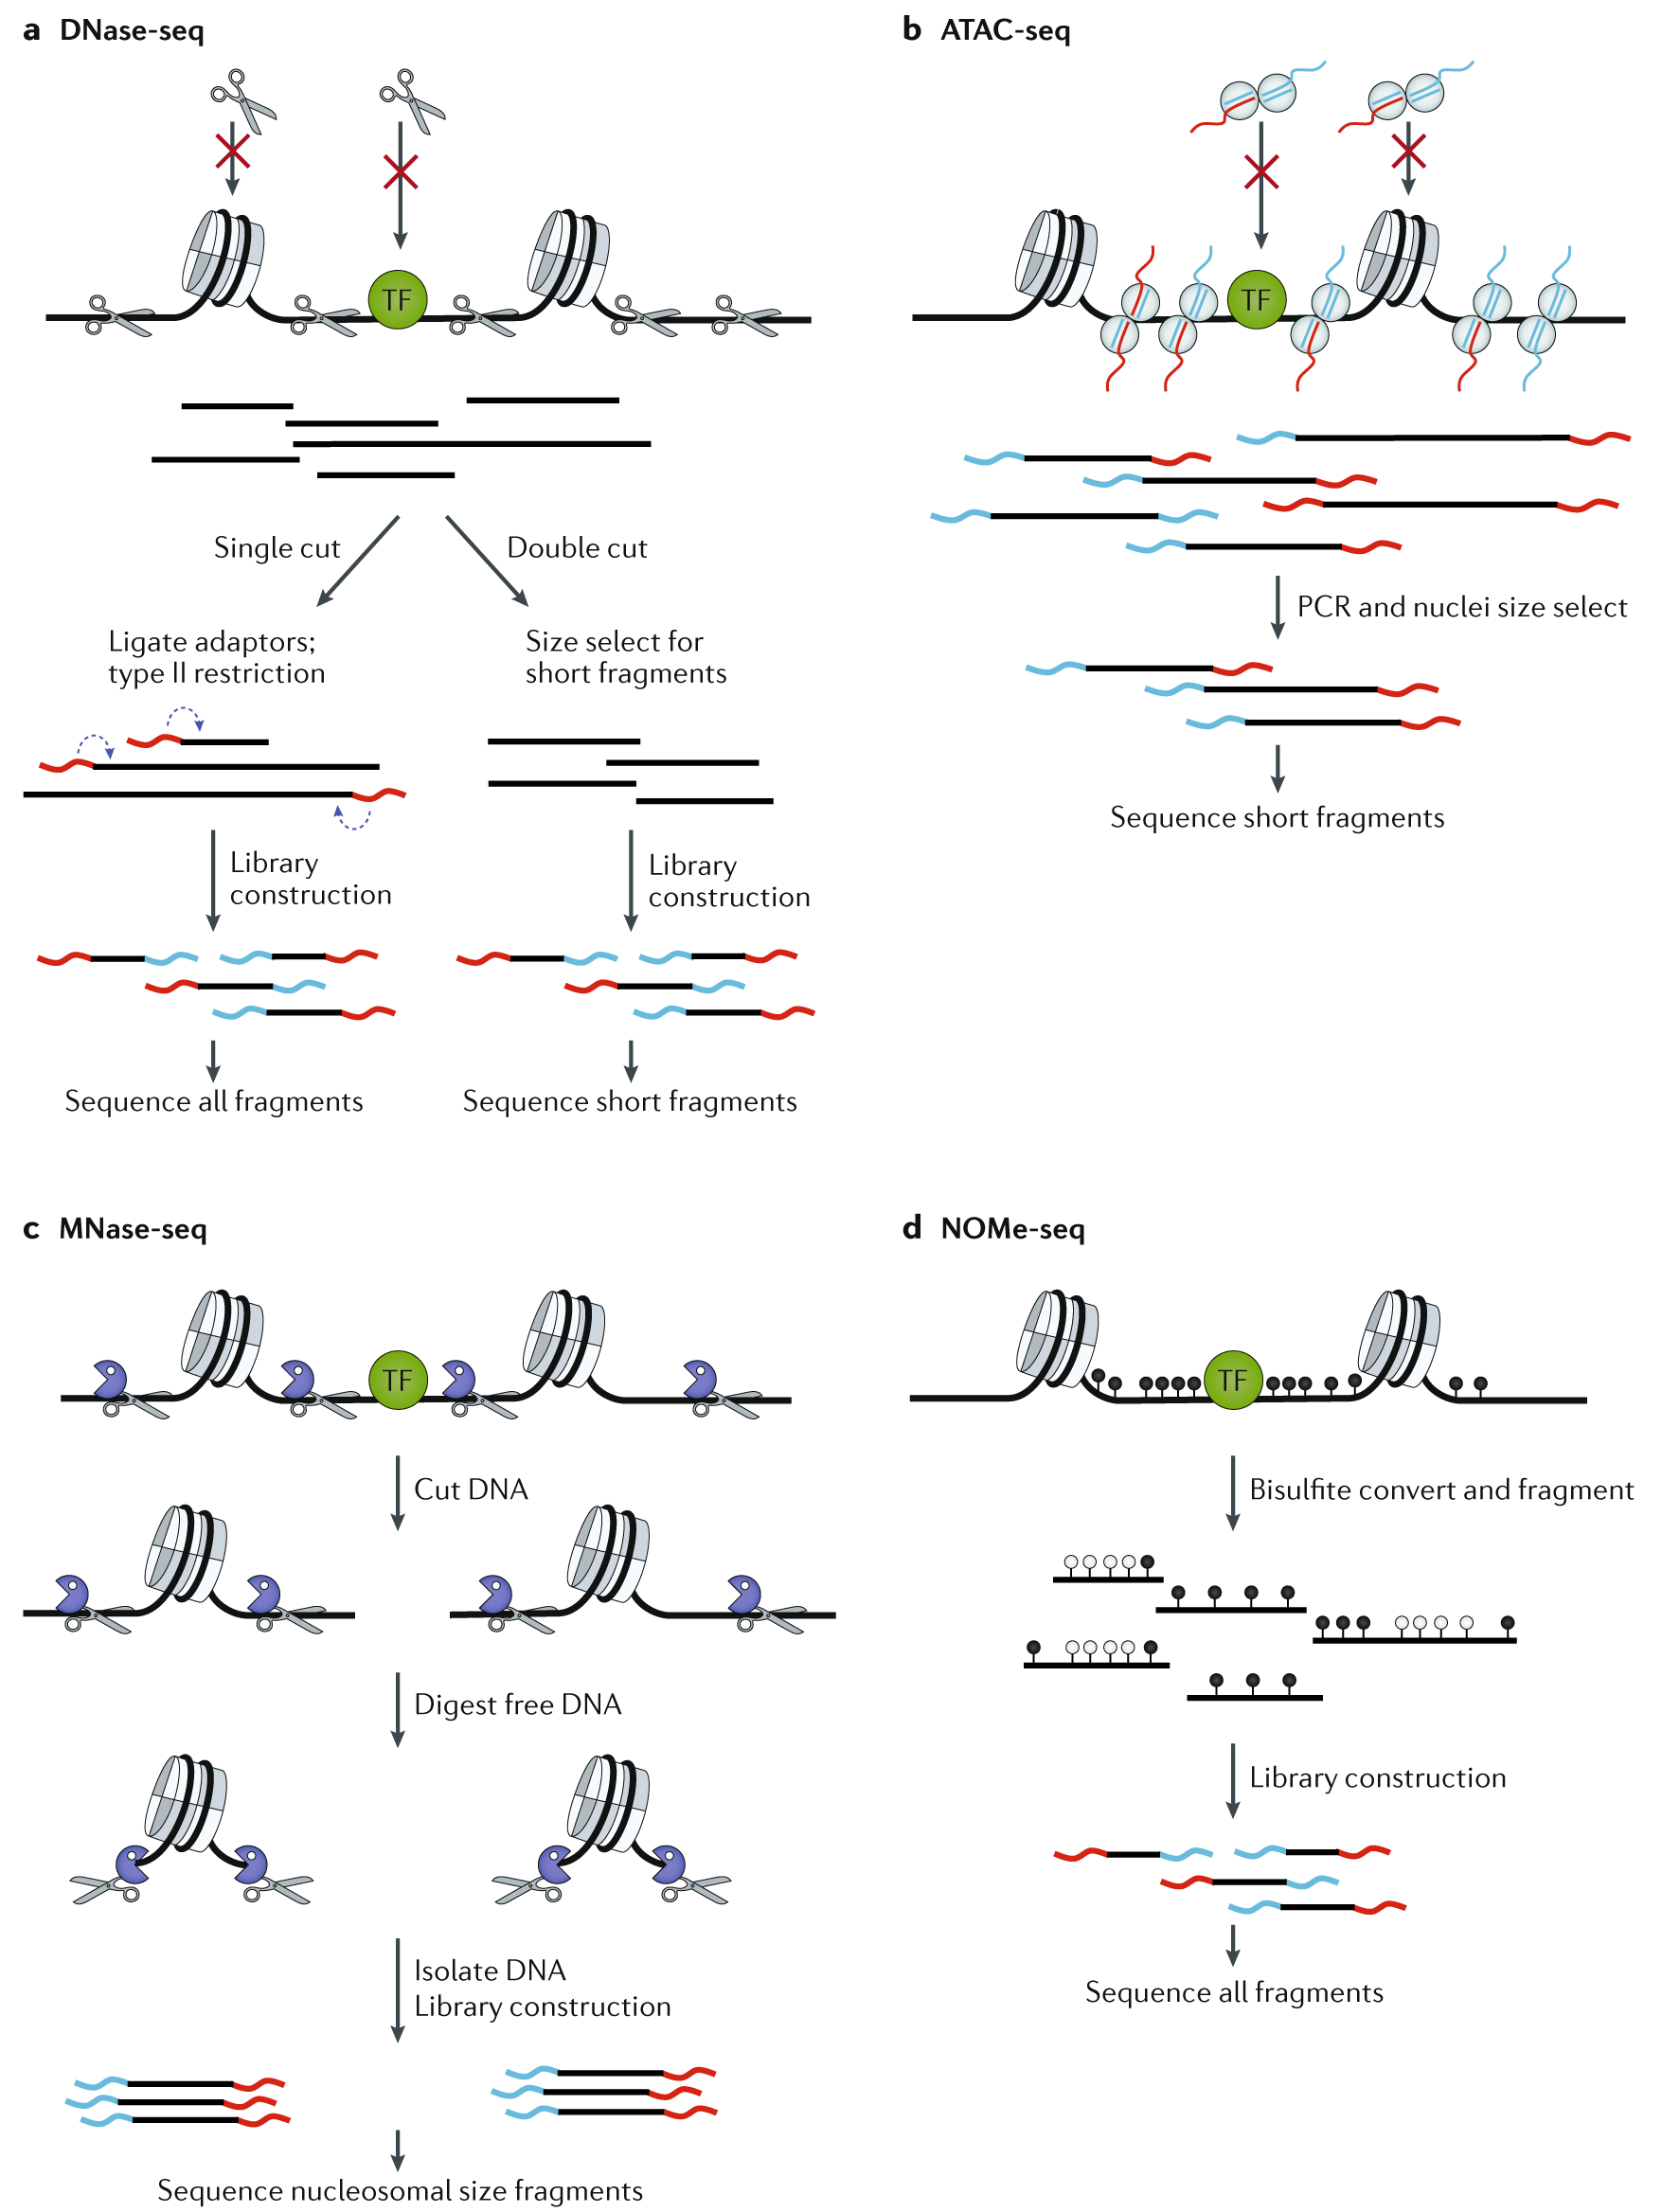 a DNase-seq
TF
Single cut
Double cut
Ligate adaptors;
type II restriction
Size select for
short fragments
Library
construction
Library
construction
Sequence all fragments
Sequence short fragments
b ATAC-seq
TF
PCR and nuclei size select
Sequence short fragments
c MNase-seq
TF
Cut DNA
Digest free DNA
Isolate DNA
Library construction
Sequence nucleosomal size fragments
d NOMe-seq
TF
Bisulfite convert and fragment
Library construction
Sequence all fragments